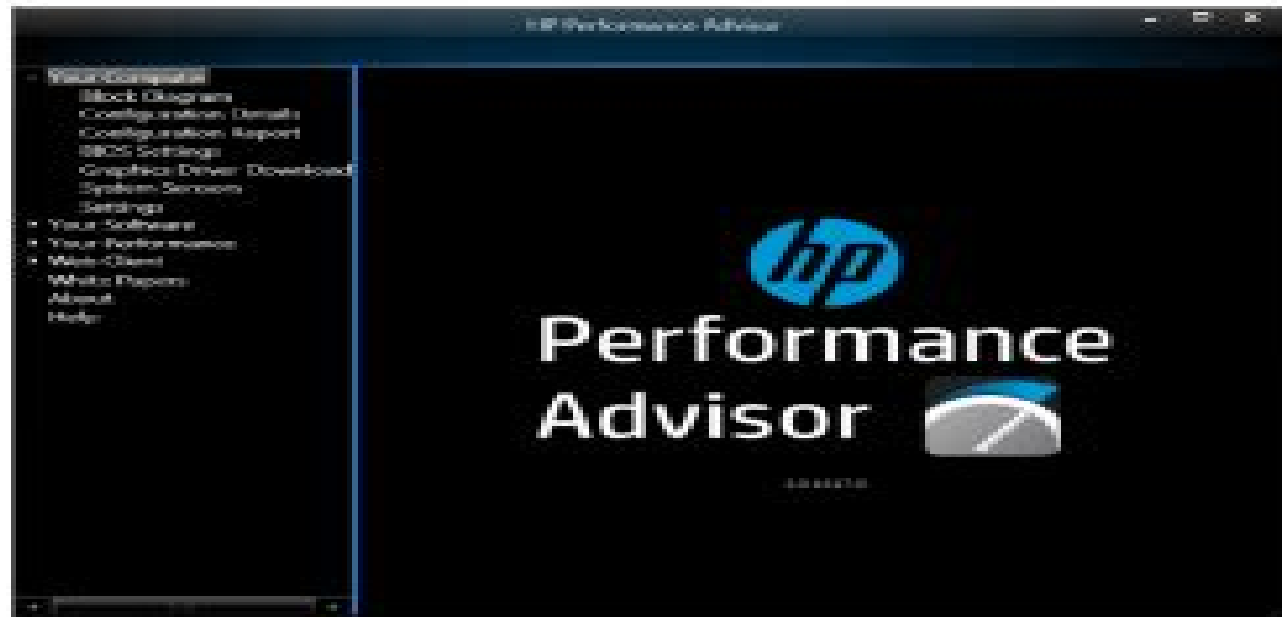 HP Performance Advisor
Your Computer
Block Diagram
Configuration Details
Configuration Report
BIOS Settings
Graphics Driver Download
System Sensors
Settings
Your Software
Your Performance
Web Client
White Papers
About
Help
hp
Performance
Advisor